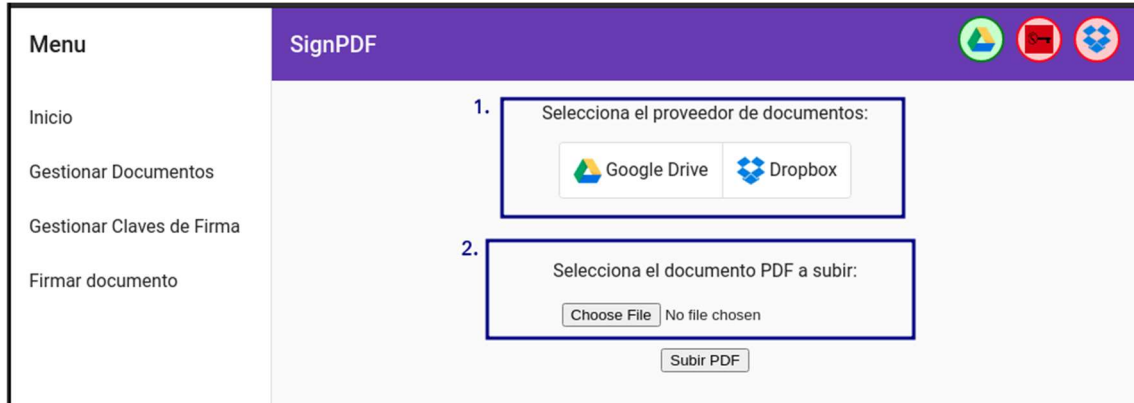 Menu
SignPDF
Inicio
Gestionar Documentos
Gestionar Claves de Firma
Firmar documento
1.
Selecciona el proveedor de documentos:
Google Drive
Dropbox
2.
Selecciona el documento PDF a subir:
Choose File No file chosen
Subir PDF